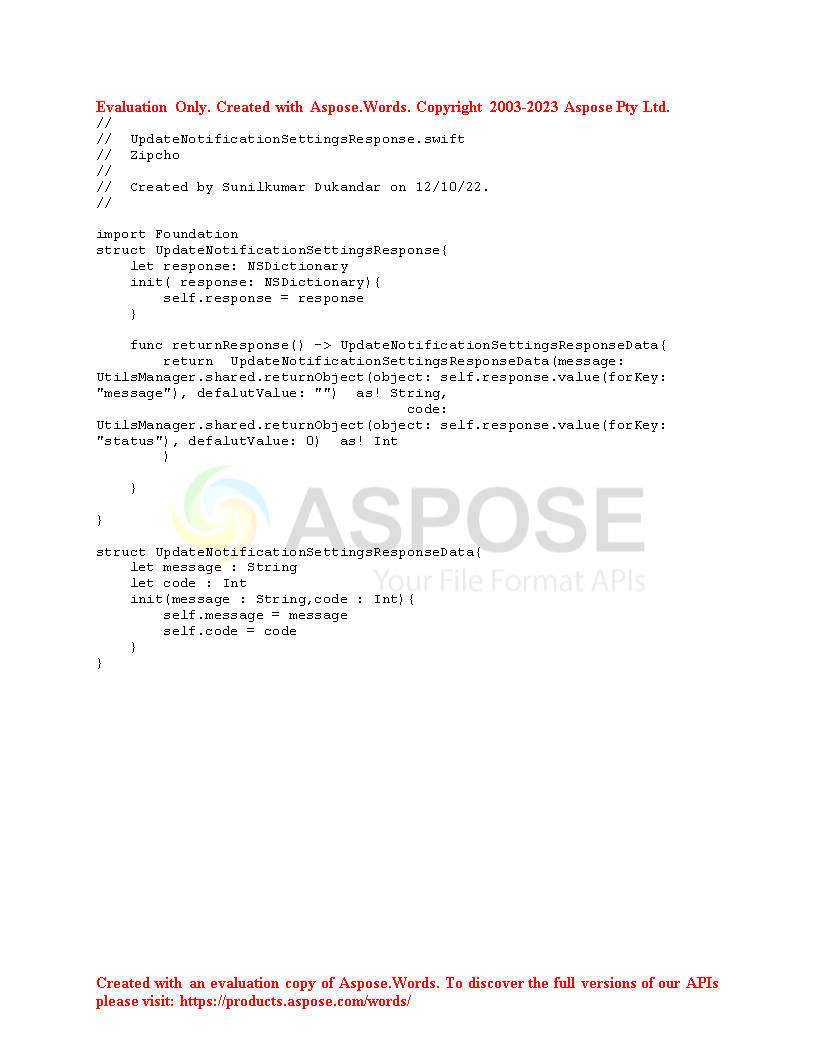 Evaluation Only. Created with Aspose.Words. Copyright 2003-2023 Aspose Pty Ltd.
//
//  UpdateNotificationSettingsResponse.swift
//  Zipcho
//
//  Created by Sunilkumar Dukandar on 12/10/22.
//

import Foundation
struct UpdateNotificationSettingsResponse{
    let response: NSDictionary
    init( response: NSDictionary){
        self.response = response
    }

    func returnResponse() -> UpdateNotificationSettingsResponseData{
        return  UpdateNotificationSettingsResponseData(message:
UtilsManager.shared.returnObject(object: self.response.value(forKey:
"message"), defalutValue: "")  as! String,
                                     code:
UtilsManager.shared.returnObject(object: self.response.value(forKey:
"status"), defalutValue: 0)  as! Int
        )

    }

}
ASPOSE
Your File Format APIs

struct UpdateNotificationSettingsResponseData{
    let message : String
    let code : Int
    init(message : String,code : Int){
        self.message = message
        self.code = code
    }
}

Created with an evaluation copy of Aspose.Words. To discover the full versions of our APIs
please visit: https://products.aspose.com/words/